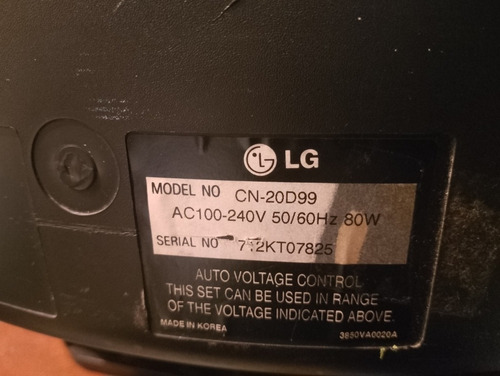 LG
MODEL NO CN-20D99
AC100-240V 50/60Hz 80W
SERIAL NO 712KT07825
AUTO VOLTAGE CONTROL
THIS SET CAN BE USED IN RANGE
OF THE VOLTAGE INDICATED ABOVE.
MADE IN KOREA 3850VA0020A